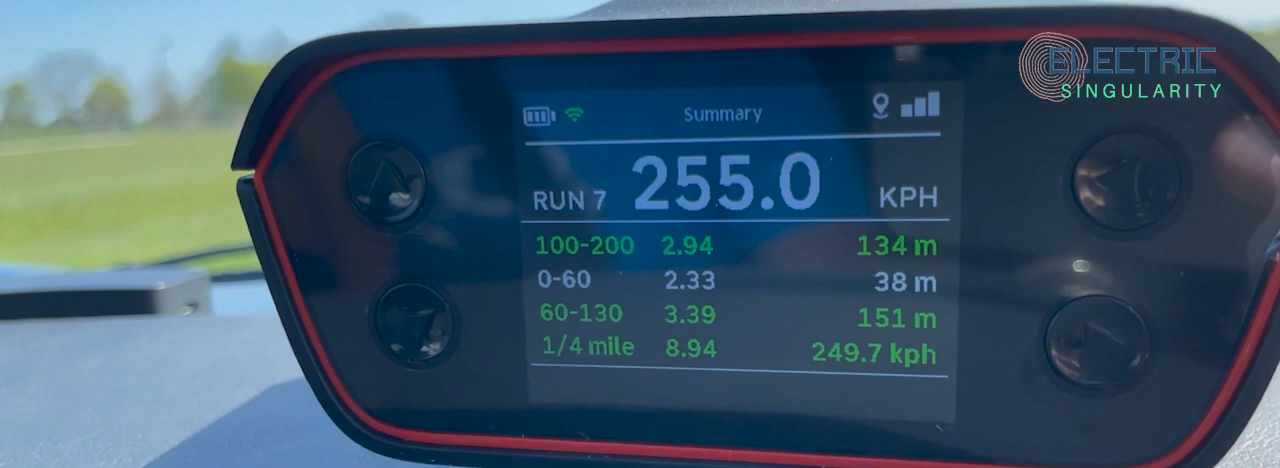 ELECTRIC
SINGULARITY
Summary
RUN 7 255.0 KPH
100-200 2.94 134 m
0-60 2.33 38 m
60-130 3.39 151 m
1/4 mile 8.94 249.7 kph